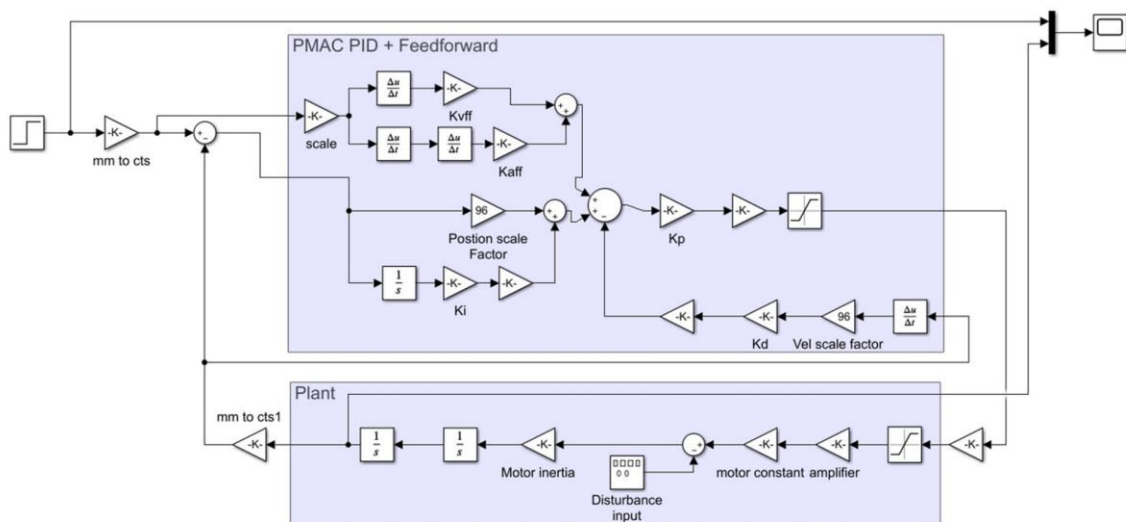 PMAC PID + Feedforward
Δu
Δt
-K-
Kvff
-K-
scale
-K-
mm to cts
Δu
Δt
Δu
Δt
-K-
Kaff
96
Postion scale
Factor
-K-
Kp
-K-
1
s
-K-
Ki
-K-
-K-
-K-
Kd
96
Vel scale factor
Δu
Δt
Plant
mm to cts1
-K-
1
s
1
s
-K-
Motor inertia
Disturbance
input
-K-
motor constant
-K-
amplifier
-K-